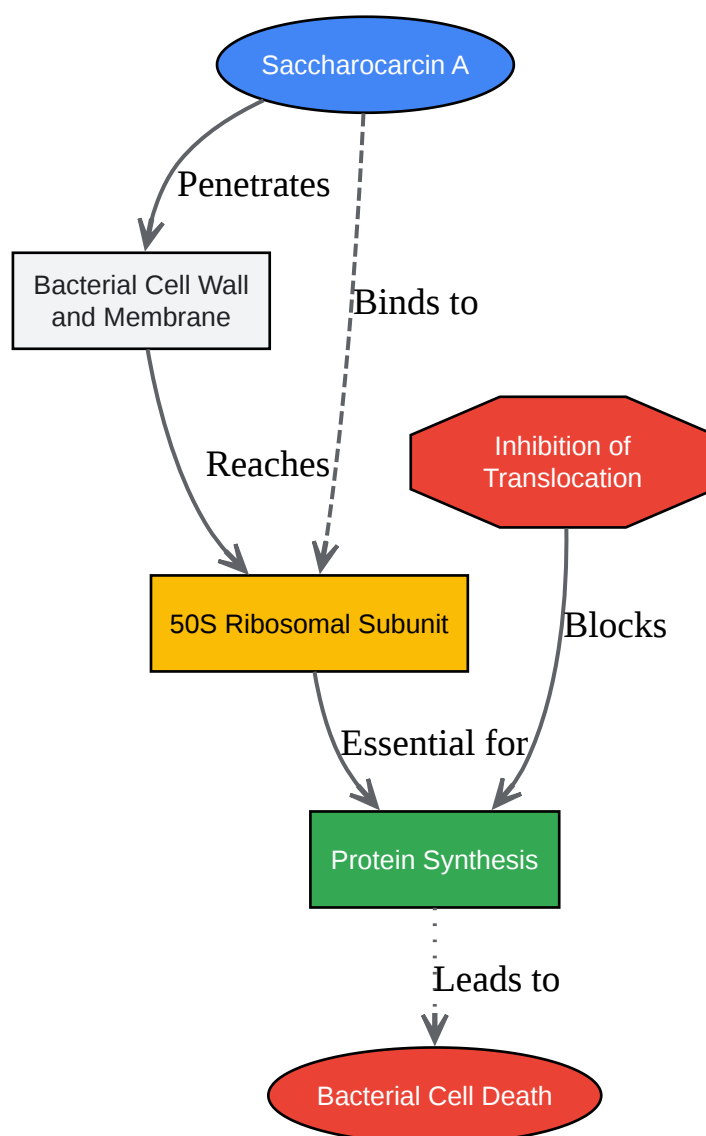 Saccharocarcin A
Penetrates
Bacterial Cell Wall
and Membrane
Binds to
Inhibition of
Translocation
Reaches
50S Ribosomal Subunit
Blocks
Essential for
Protein Synthesis
Leads to
Bacterial Cell Death